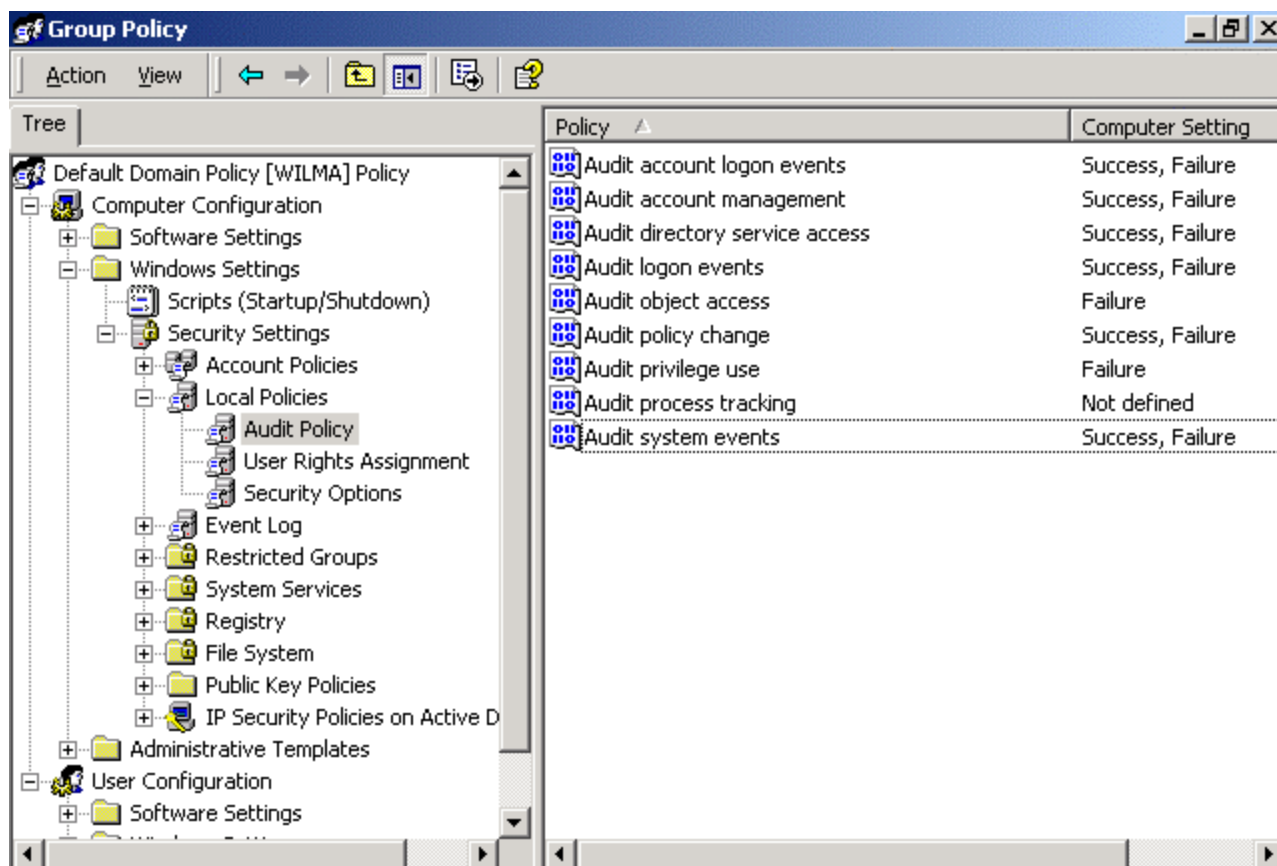 Group Policy
Action View
Tree
Default Domain Policy [WILMA] Policy
Computer Configuration
Software Settings
Windows Settings
Scripts (Startup/Shutdown)
Security Settings
Account Policies
Local Policies
Audit Policy
User Rights Assignment
Security Options
Event Log
Restricted Groups
System Services
Registry
File System
Public Key Policies
IP Security Policies on Active D
Administrative Templates
User Configuration
Software Settings
Policy Computer Setting
Audit account logon events Success, Failure
Audit account management Success, Failure
Audit directory service access Success, Failure
Audit logon events Success, Failure
Audit object access Failure
Audit policy change Success, Failure
Audit privilege use Failure
Audit process tracking Not defined
Audit system events Success, Failure